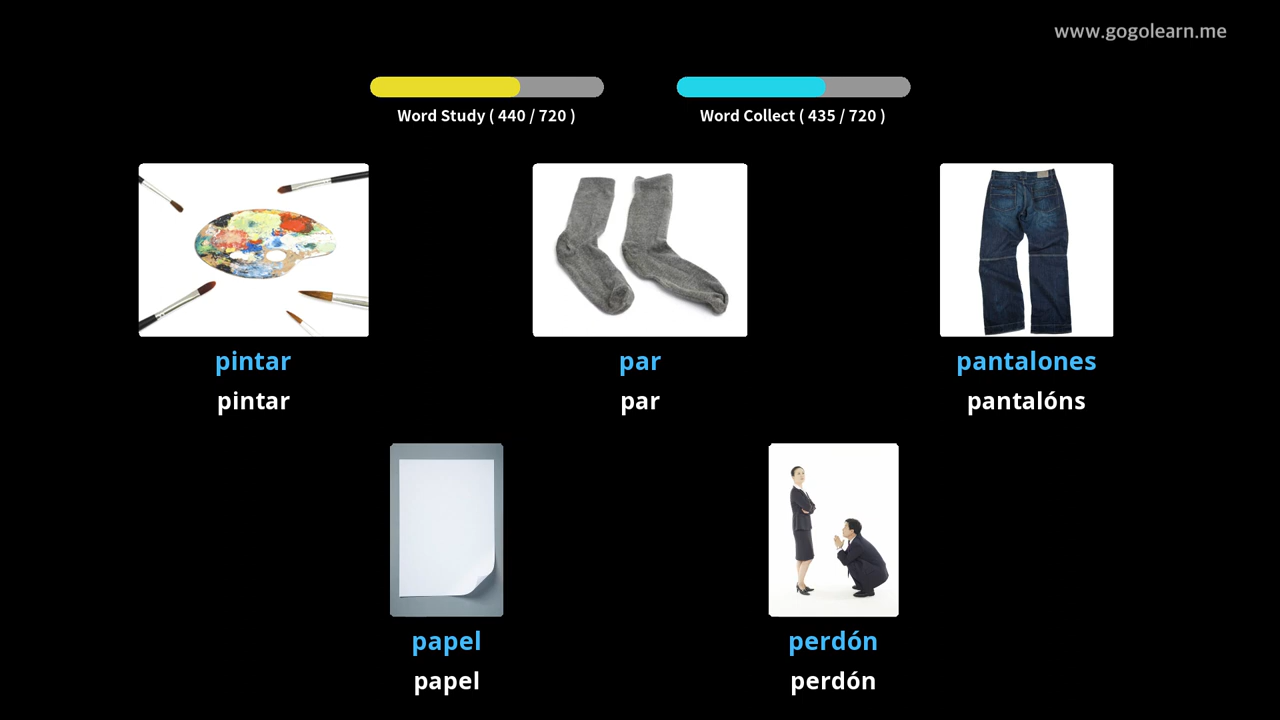 www.gogolearn.me
Word Study ( 440 / 720 )
Word Collect ( 435 / 720 )
pintar
pintar
par
par
pantalones
pantalóns
papel
papel
perdón
perdón